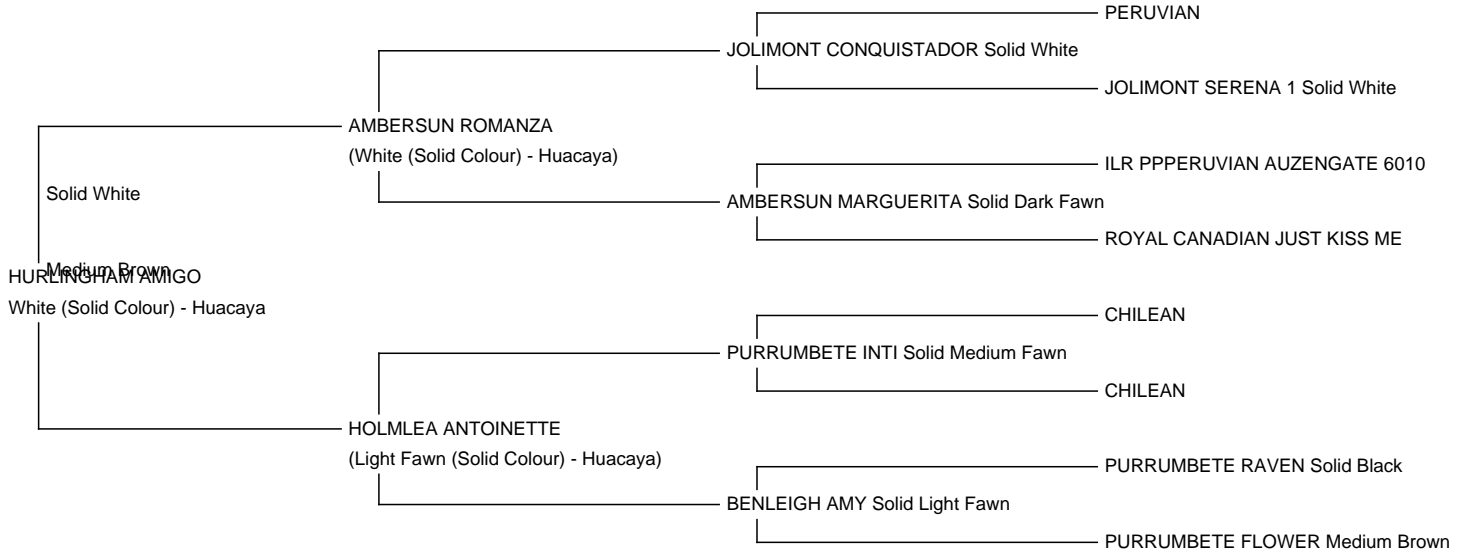 PERUVIAN
JOLIMONT CONQUISTADOR Solid White
JOLIMONT SERENA 1 Solid White
AMBERSUN ROMANZA
(White (Solid Colour) - Huacaya)
ILR PPPERUVIAN AUZENGATE 6010
Solid White
AMBERSUN MARGUERITA Solid Dark Fawn
ROYAL CANADIAN JUST KISS ME
Medium Brown
HURLINGHAM AMIGO
White (Solid Colour) - Huacaya
CHILEAN
PURRUMBETE INTI Solid Medium Fawn
CHILEAN
HOLMLEA ANTOINETTE
(Light Fawn (Solid Colour) - Huacaya)
PURRUMBETE RAVEN Solid Black
BENLEIGH AMY Solid Light Fawn
PURRUMBETE FLOWER Medium Brown